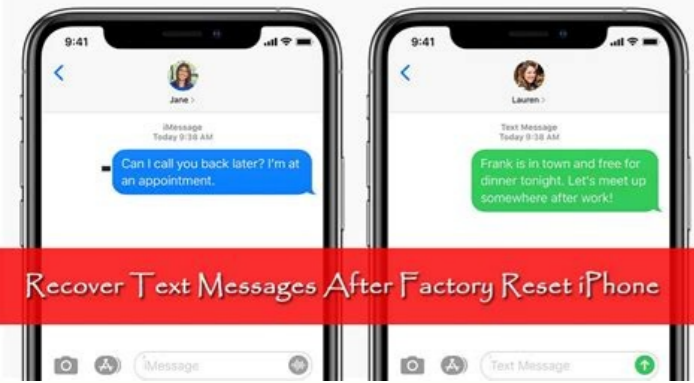 9:41
Jane >
iMessage
Today 9:38 AM
Can I call you back later? I'm at
an appointment.
iMessage
9:41
Lauren >
Text Message
Today 9:38 AM
Frank is in town and free for
dinner tonight. Let's meet up
somewhere after work!
Text Message
Recover Text Messages After Factory Reset iPhone